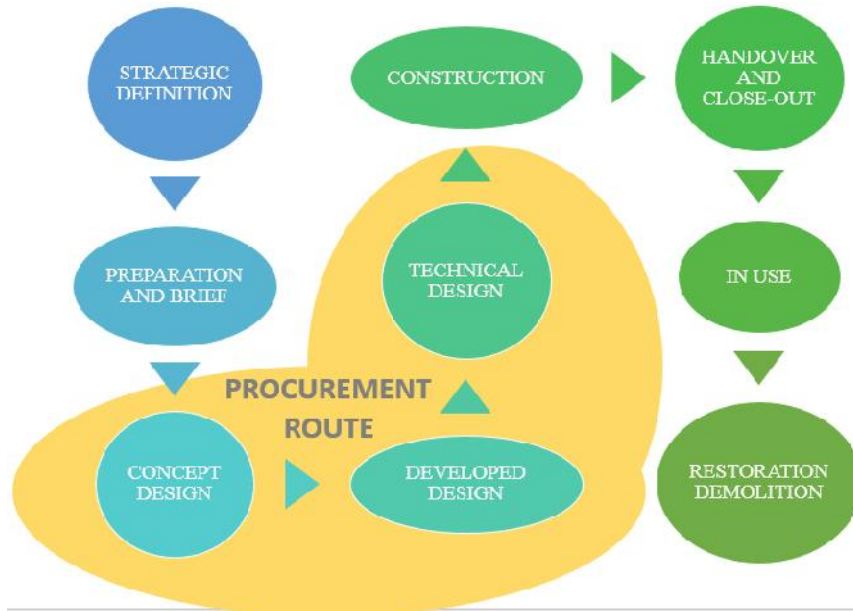 STRATEGIC
DEFINITION
PREPARATION
AND BRIEF
CONCEPT
DESIGN
PROCUREMENT
ROUTE
DEVELOPED
DESIGN
TECHNICAL
DESIGN
CONSTRUCTION
HANDOVER
AND
CLOSE-OUT
IN USE
RESTORATION
DEMOLITION